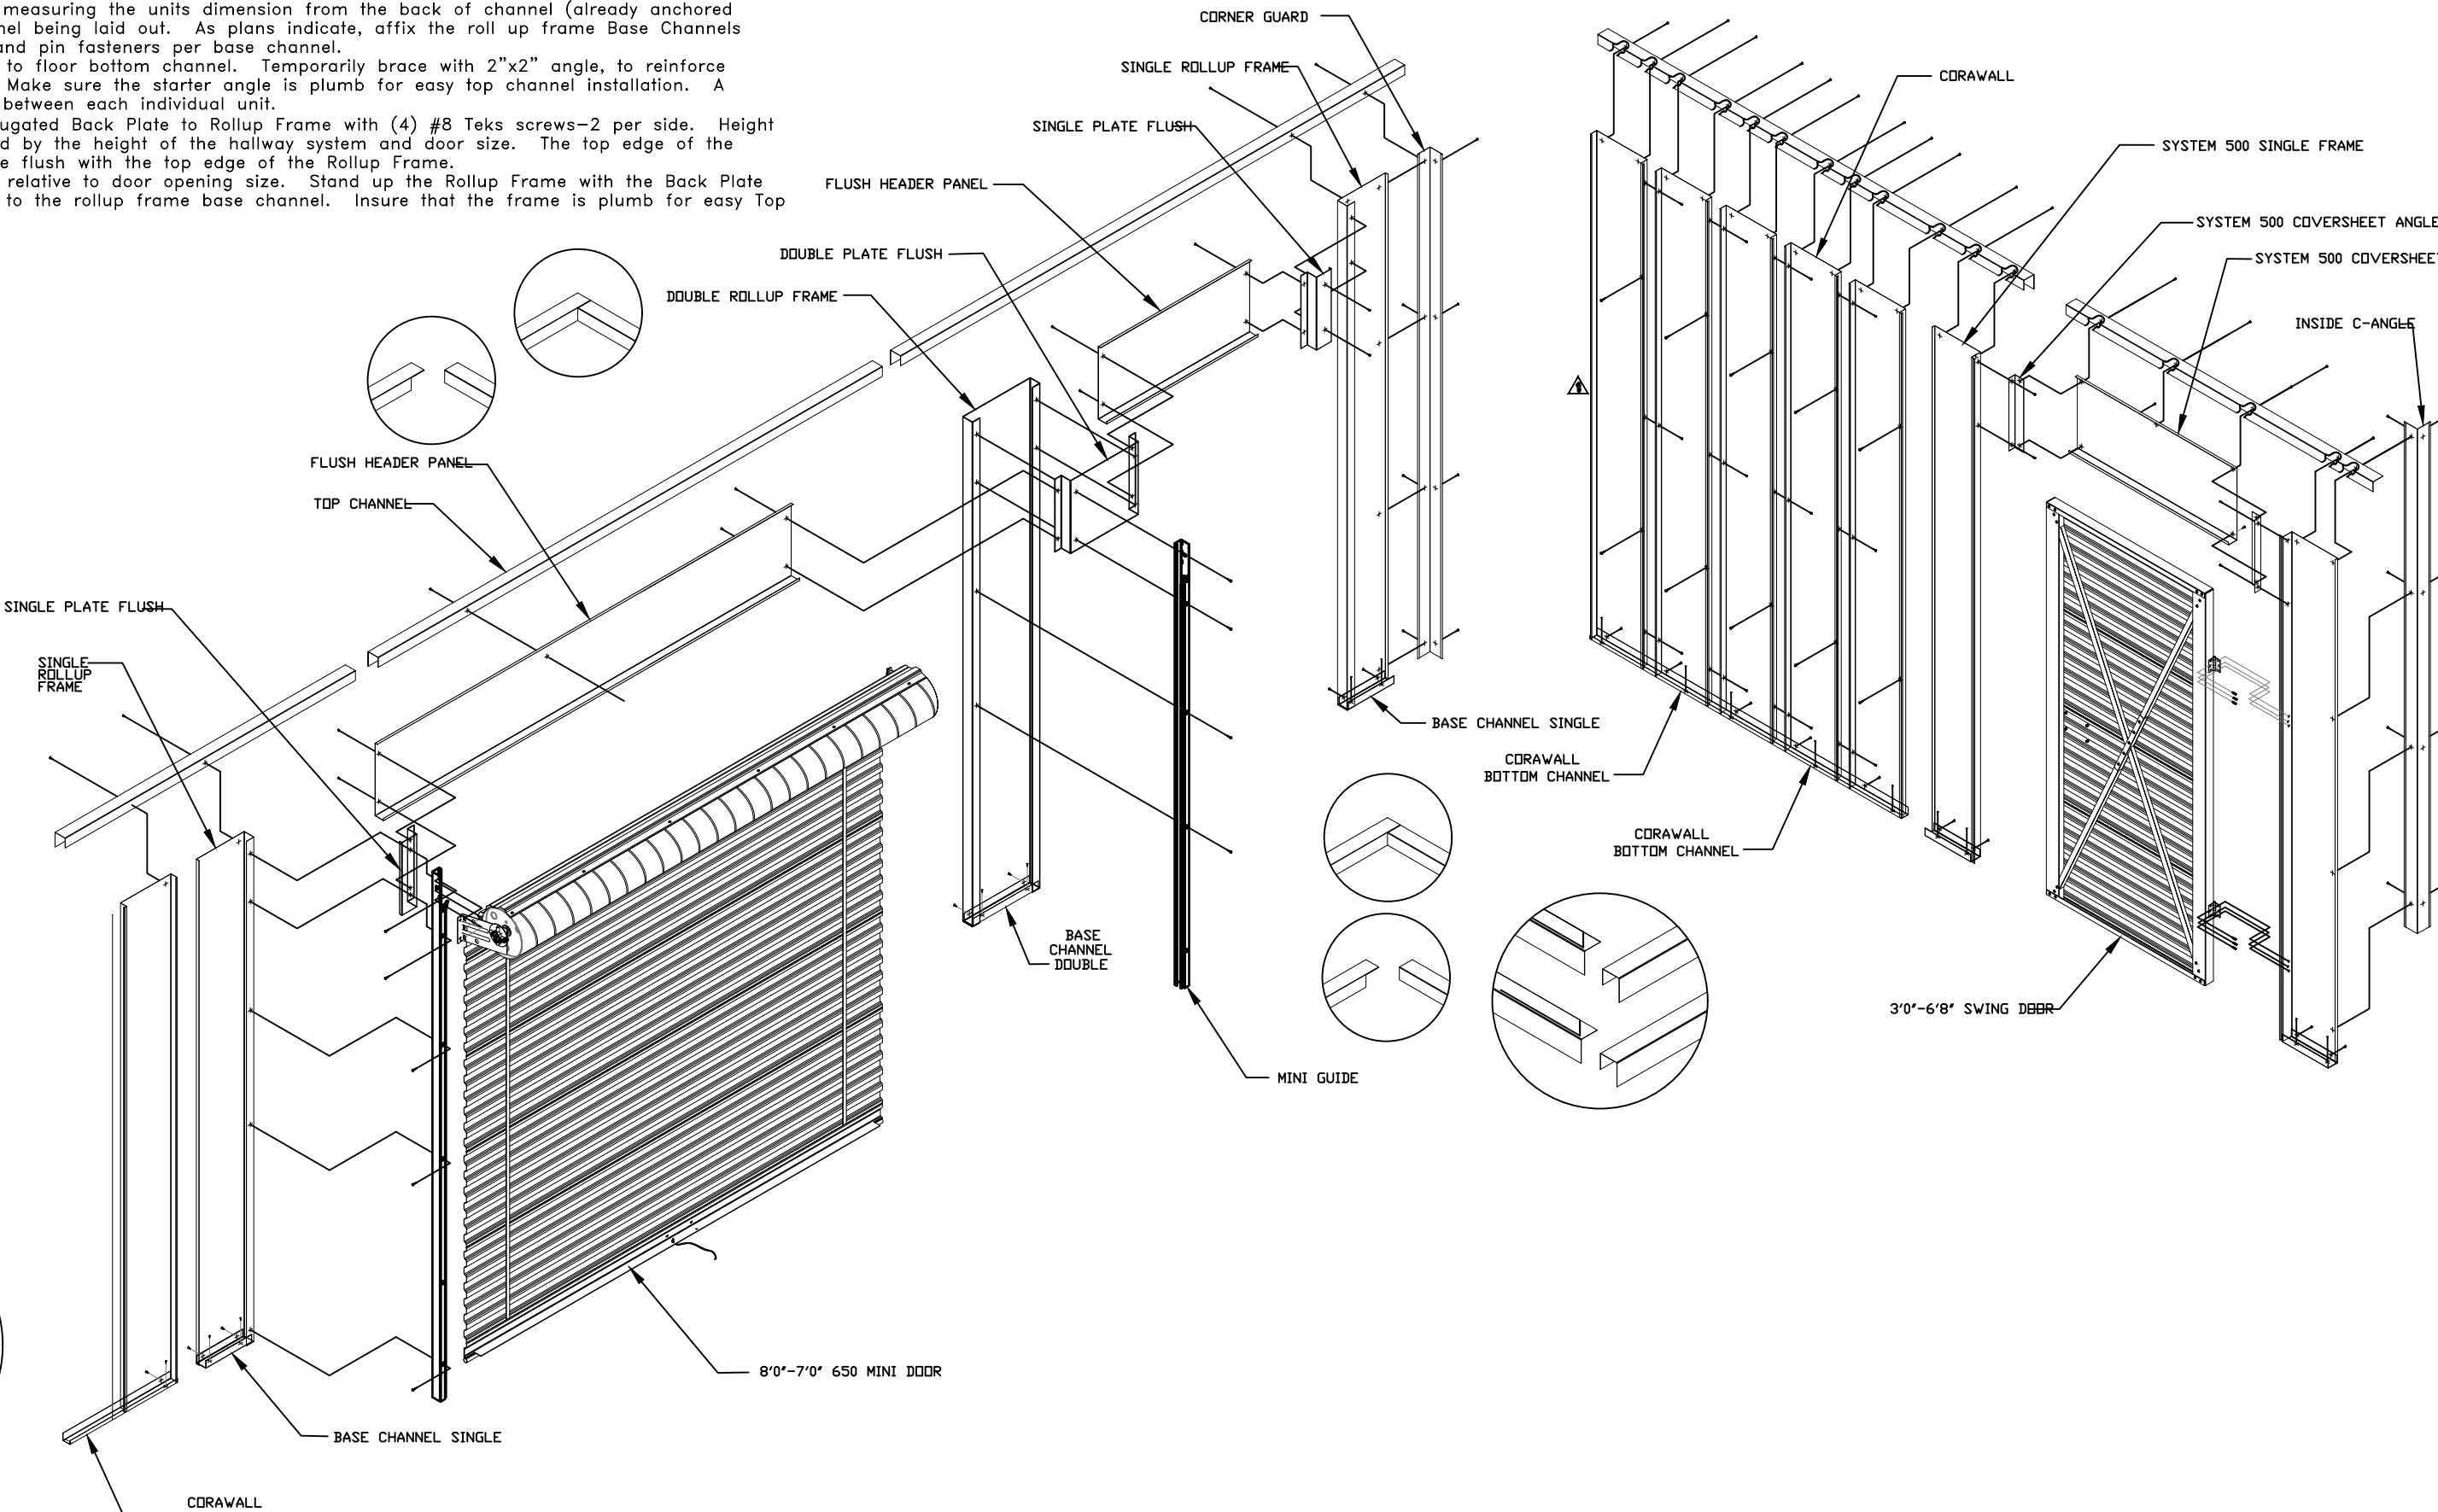 measuring the units dimension from the back of channel (already anchored
being laid out. As plans indicate, affix the roll up frame Base Channels
and pin fasteners per base channel.
to floor bottom channel. Temporarily brace with 2"x2" angle, to reinforce
Make sure the starter angle is plumb for easy top channel installation. A
between each individual unit.
Back Plate to Rollup Frame with (4) #8 Teks screws-2 per side. Height
by the height of the hallway system and door size. The top edge of the
flush with the top edge of the Rollup Frame.
relative to door opening size. Stand up the Rollup Frame with the Back Plate
to the rollup frame base channel. Insure that the frame is plumb for easy Top
CORNER GUARD
SINGLE ROLLUP FRAME
SINGLE PLATE FLUSH
FLUSH HEADER PANEL
DOUBLE PLATE FLUSH
DOUBLE ROLLUP FRAME
FLUSH HEADER PANEL
TOP CHANNEL
SINGLE PLATE FLUSH
SINGLE
ROLLUP
FRAME
CORAWALL
SYSTEM 500 SINGLE FRAME
SYSTEM 500 COVERSHEET ANGLE
SYSTEM 500 COVERSHEET
INSIDE C-ANGLE
BASE CHANNEL SINGLE
CORAWALL
BOTTOM CHANNEL
CORAWALL
BOTTOM CHANNEL
BASE
CHANNEL
DOUBLE
3'0"-6'8" SWING DOOR
MINI GUIDE
8'0"-7'0" 650 MINI DOOR
BASE CHANNEL SINGLE
CORAWALL